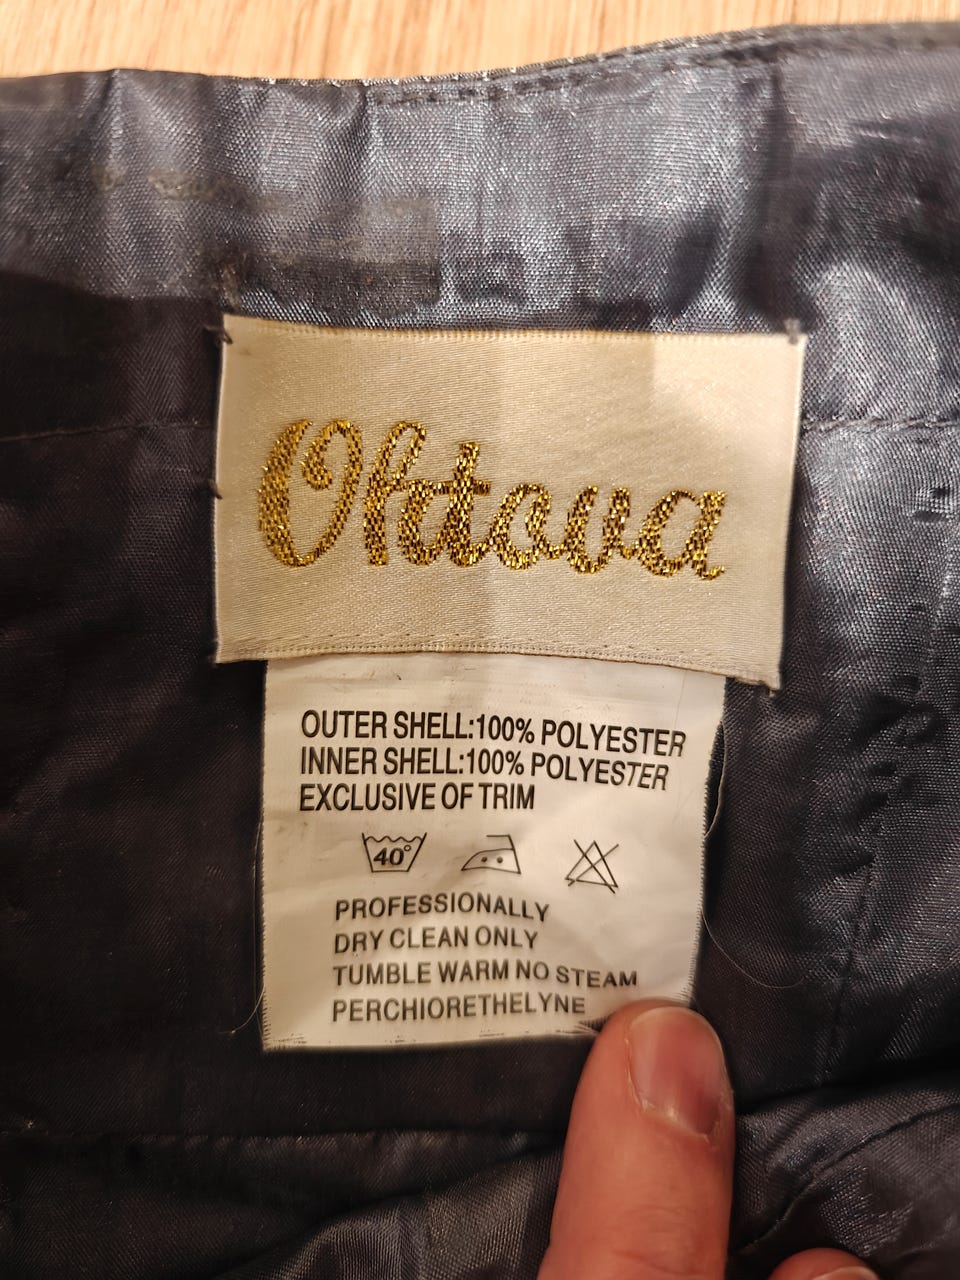 OUTER SHELL:100% POLYESTER
INNER SHELL:100% POLYESTER
EXCLUSIVE OF TRIM
40°
PROFESSIONALLY
DRY CLEAN ONLY
TUMBLE WARM NO STEAM
PERCHIORETHELYNE